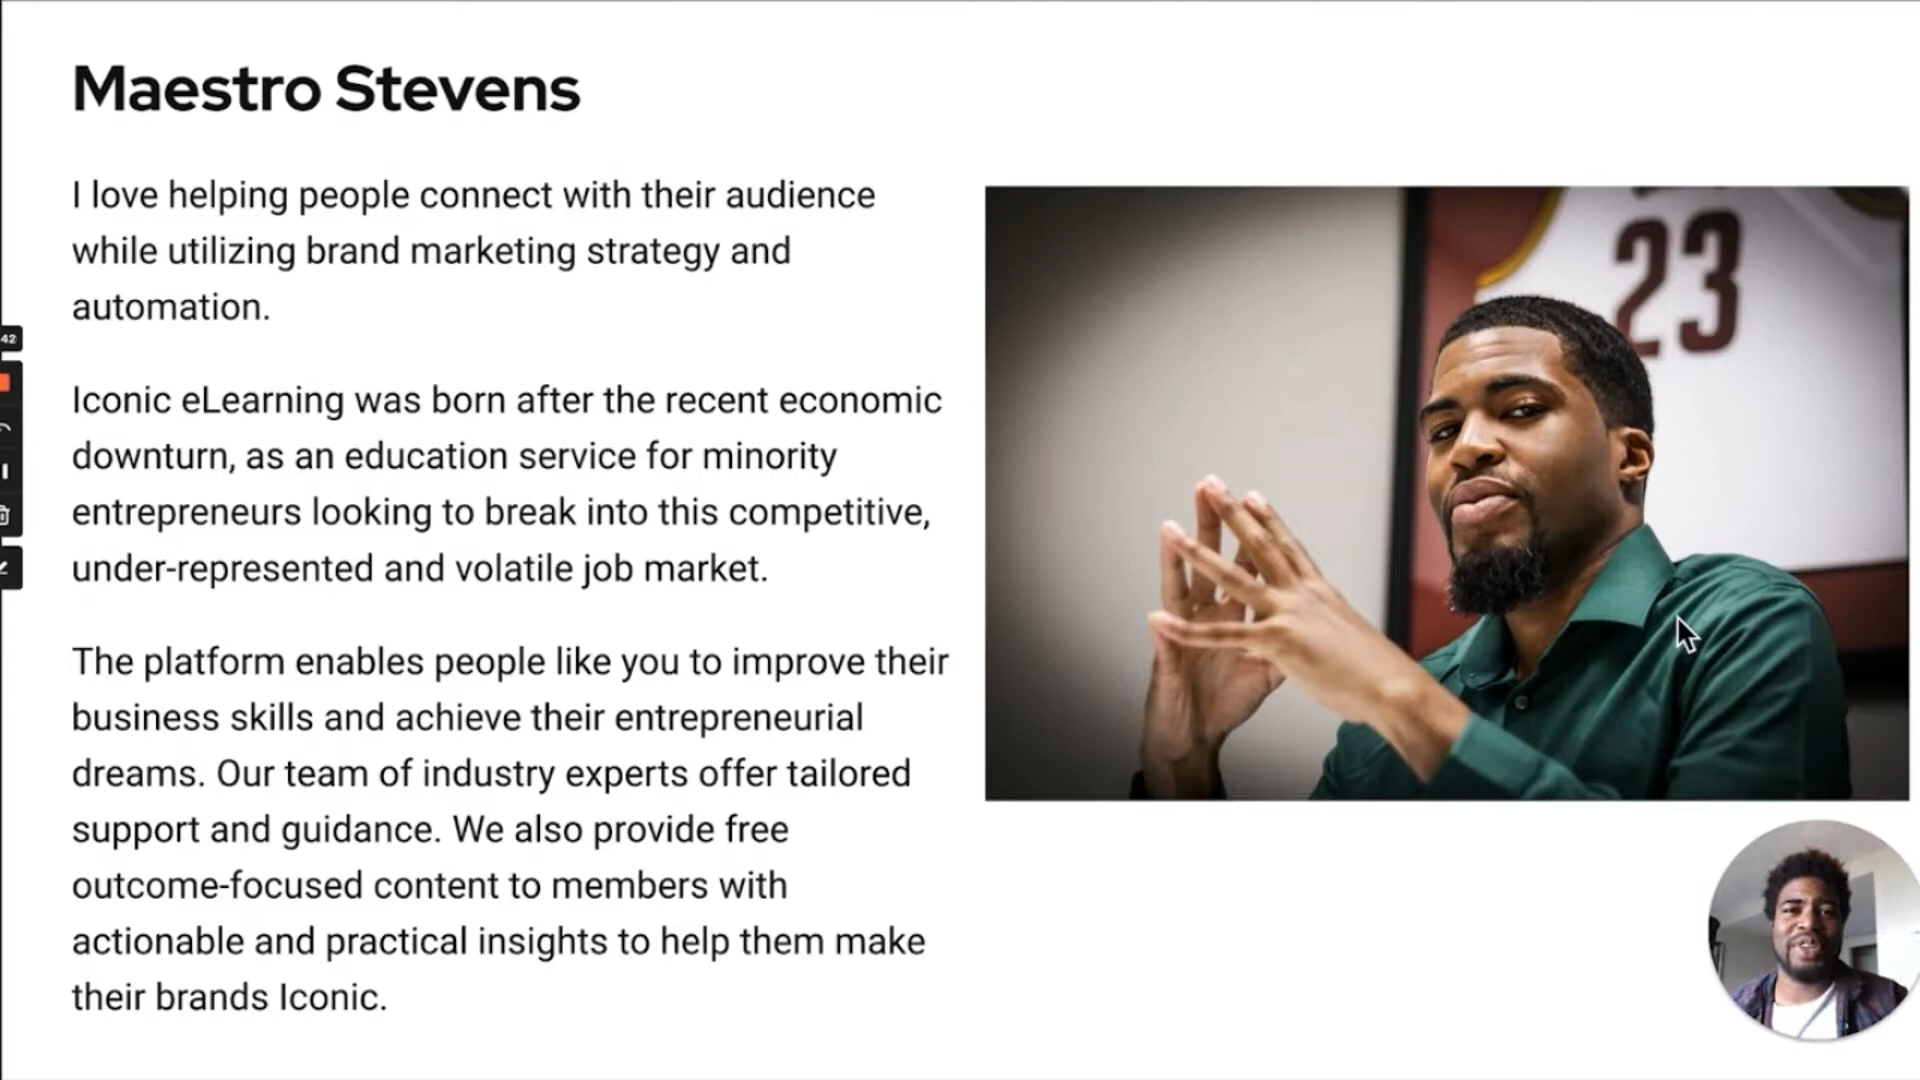 Maestro Stevens
I love helping people connect with their audience
while utilizing brand marketing strategy and
automation.
Iconic eLearning was born after the recent economic
downturn, as an education service for minority
entrepreneurs looking to break into this competitive,
under-represented and volatile job market.
The platform enables people like you to improve their
business skills and achieve their entrepreneurial
dreams. Our team of industry experts offer tailored
support and guidance. We also provide free
outcome-focused content to members with
actionable and practical insights to help them make
their brands Iconic.
23
42